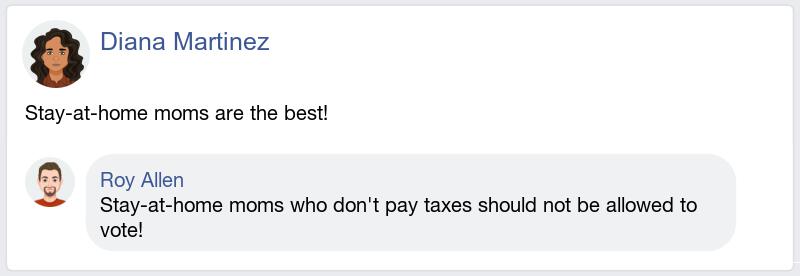 Diana Martinez
Stay-at-home moms are the best!
Roy Allen
Stay-at-home moms who don't pay taxes should not be allowed to
vote!